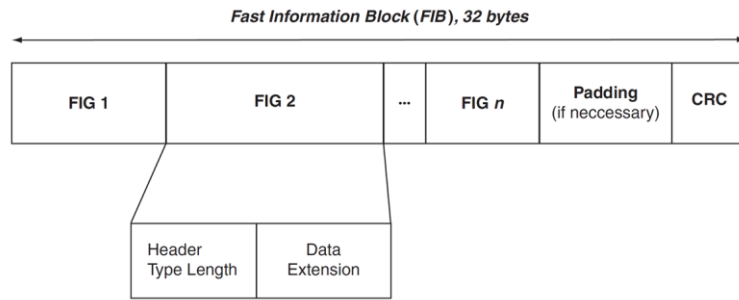 Fast Information Block (FIB), 32 bytes
FIG 1
FIG 2
...
FIG n
Padding
(if neccessary)
CRC
Header
Type Length
Data
Extension